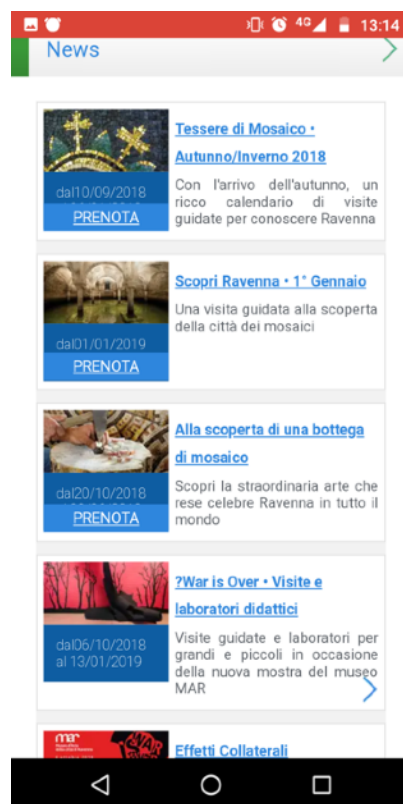 4G 13:14
News
Tessere di Mosaico •
Autunno/Inverno 2018
dal10/09/2018
PRENOTA
Con l'arrivo dell'autunno, un
ricco calendario di visite
guidate per conoscere Ravenna
Scopri Ravenna • 1° Gennaio
dal01/01/2019
PRENOTA
Una visita guidata alla scoperta
della città dei mosaici
Alla scoperta di una bottega
di mosaico
dal20/10/2018
PRENOTA
Scopri la straordinaria arte che
rese celebre Ravenna in tutto il
mondo
?War is Over • Visite e
laboratori didattici
dal06/10/2018
al 13/01/2019
Visite guidate e laboratori per
grandi e piccoli in occasione
della nuova mostra del museo
MAR
mar
Effetti Collaterali